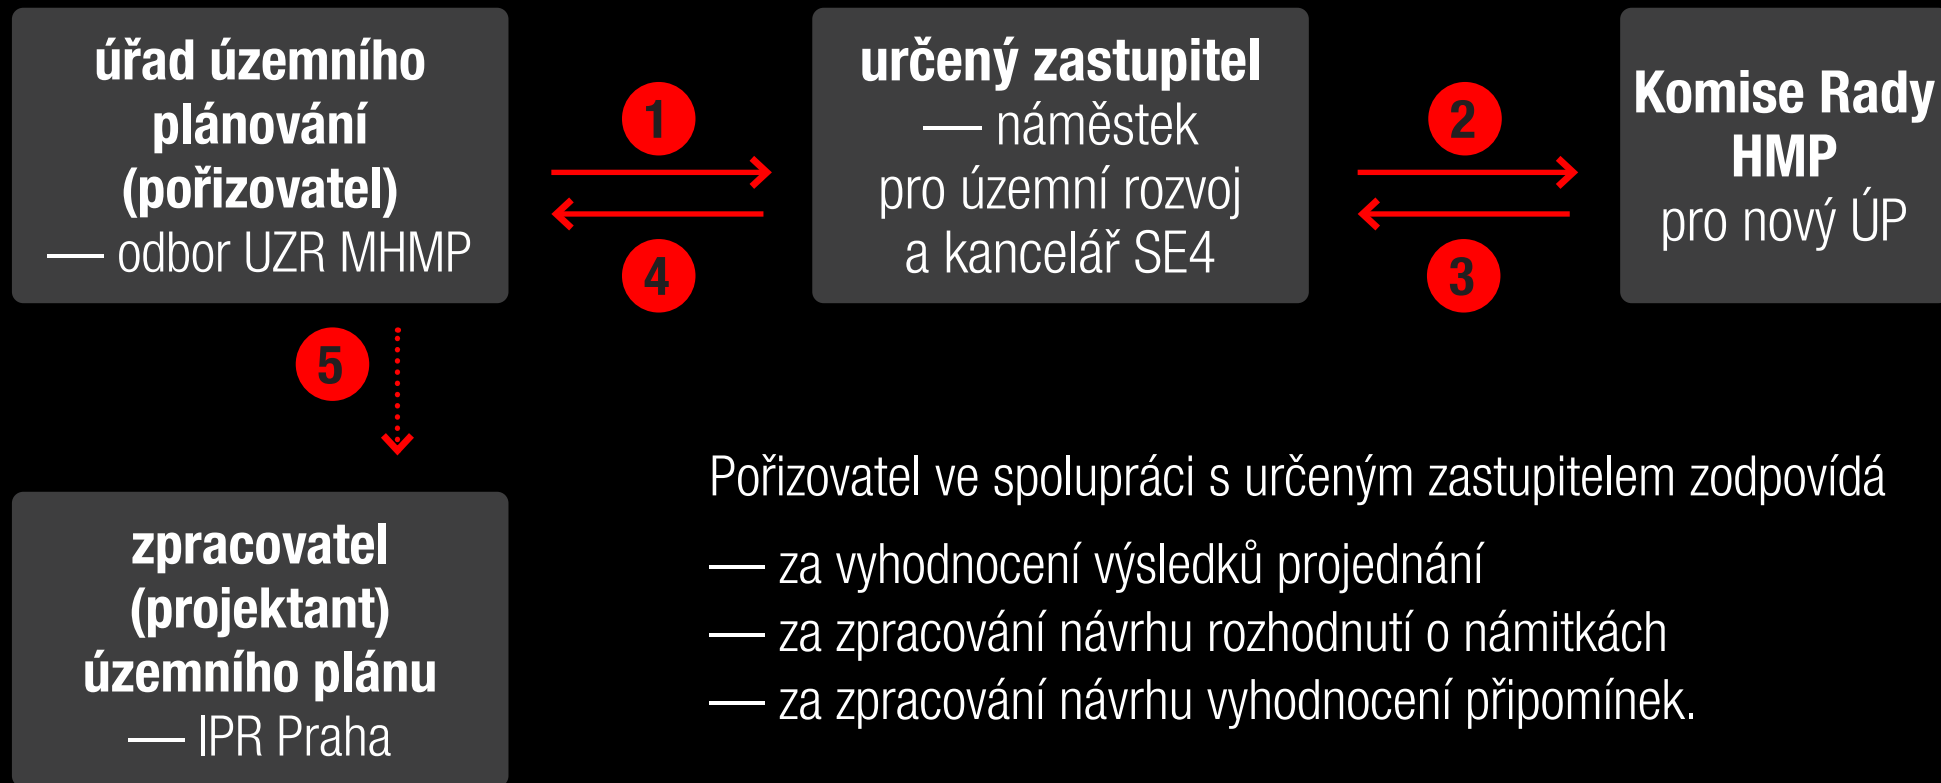 úřad územního
plánování
(pořizovatel)
— odbor UZR MHMP
1
4
určený zastupitel
— náměstek
pro územní rozvoj
a kancelář SE4
2
3
Komise Rady
HMP
pro nový ÚP
5
zpracovatel
(projektant)
územního plánu
— IPR Praha
Pořizovatel ve spolupráci s určeným zastupitelem zodpovídá
— za vyhodnocení výsledků projednání
— za zpracování návrhu rozhodnutí o námitkách
— za zpracování návrhu vyhodnocení připomínek.